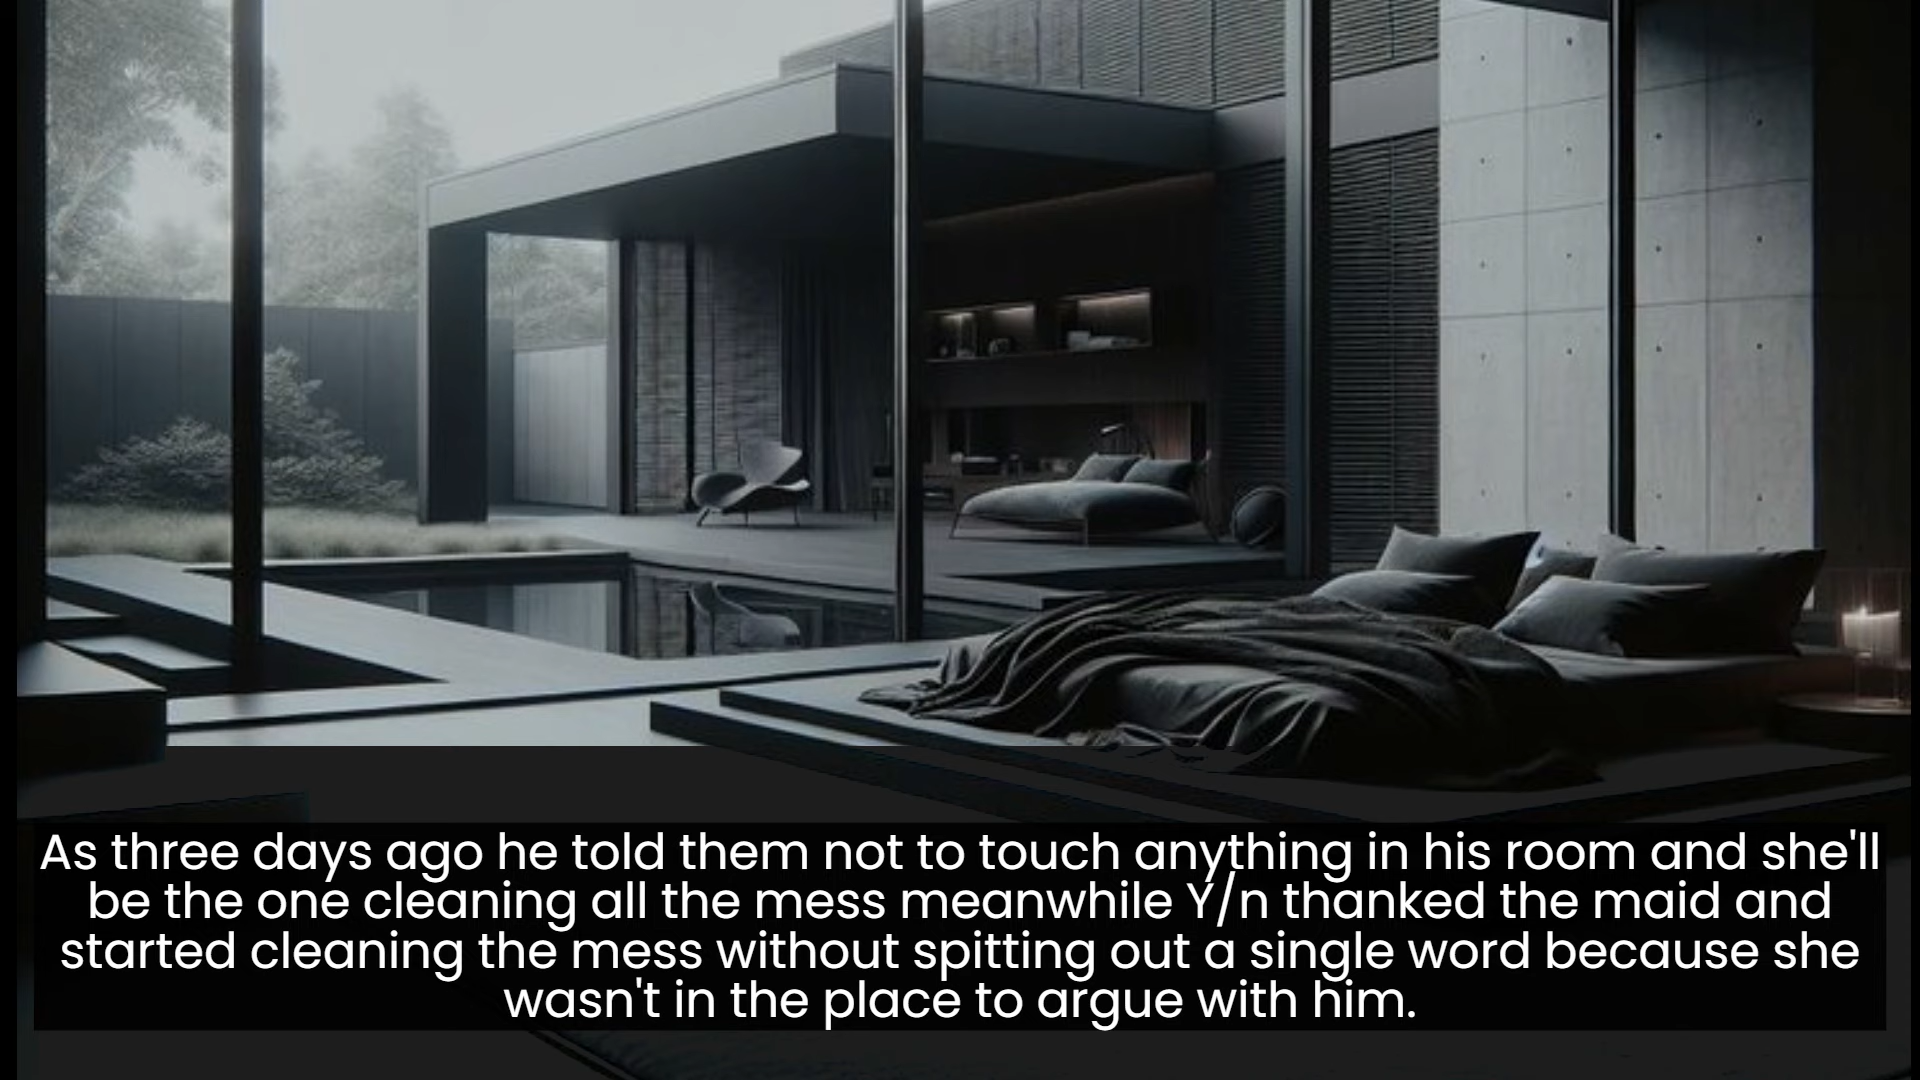 As three days ago he told them not to touch anything in his room and she'll
be the one cleaning all the mess meanwhile Y/n thanked the maid and
started cleaning the mess without spitting out a single word because she
wasn't in the place to argue with him.